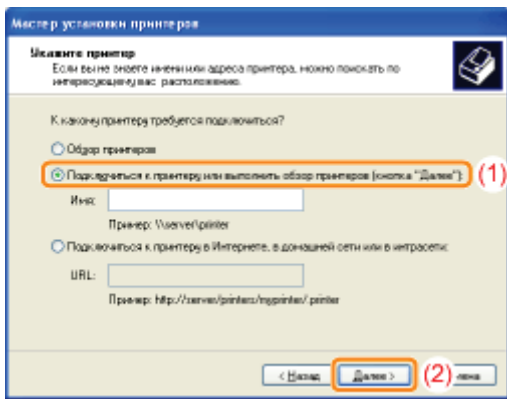 Мастер установки принтеров
Укажите принтер
Если вы не знаете имени или адреса принтера, можно поискать по
интересующему вас расположению.
К какому принтеру требуется подключиться?
Обзор принтеров
Подключиться к принтеру или выполнить обзор принтеров (кнопка "Далее"):
(1)
Имя:
Пример: \\server\printer
Подключиться к принтеру в Интернете, в домашней сети или в интрасети:
URL:
Пример: http://server/printers/myprinter/.printer
< Назад
Далее >
(2)